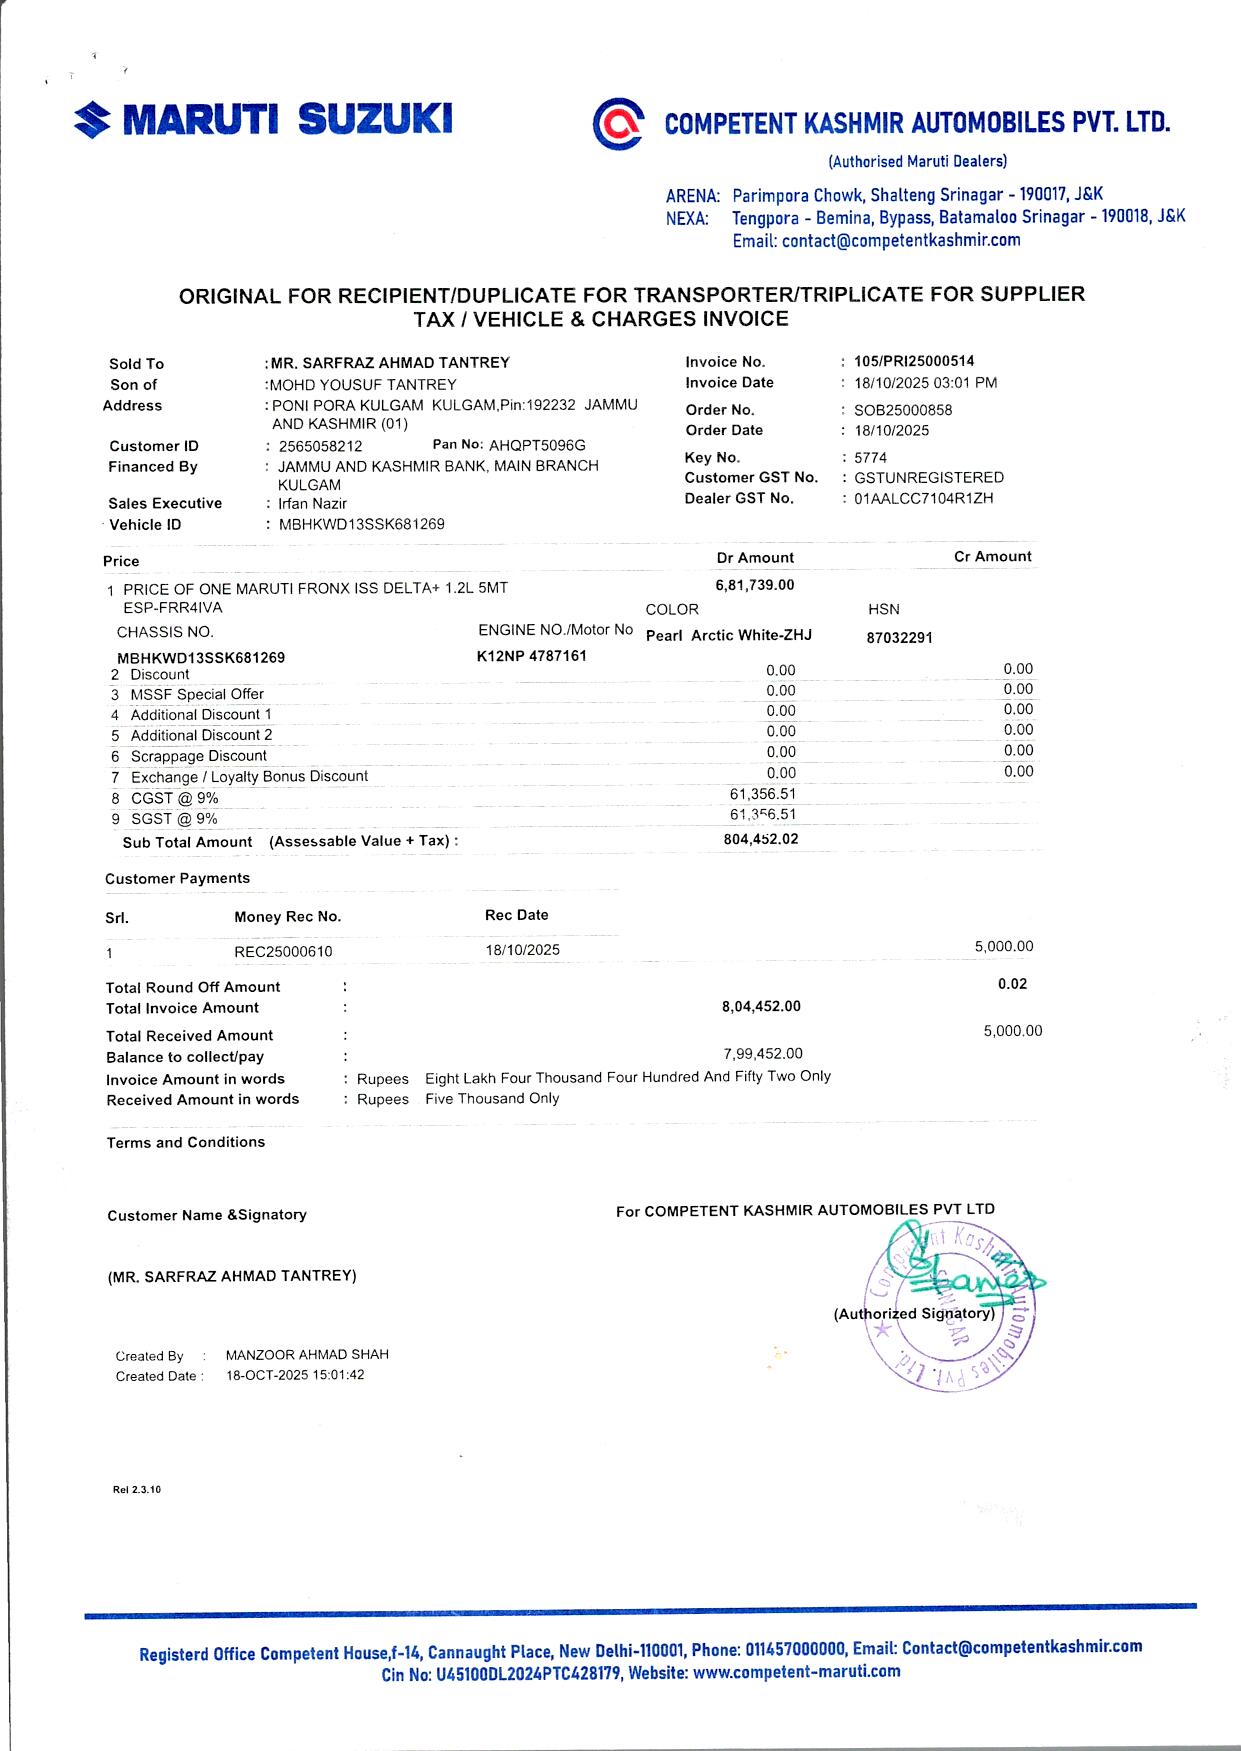 MARUTI SUZUKI
COMPETENT KASHMIR AUTOMOBILES PVT. LTD.
(Authorised Maruti Dealers)
ARENA: Parimpora Chowk, Shalteng Srinagar - 190017, J&K
NEXA: Tengpora - Bemina, Bypass, Batamaloo Srinagar - 190018, J&K
Email: contact@competentkashmir.com
ORIGINAL FOR RECIPIENT/DUPLICATE FOR TRANSPORTER/TRIPLICATE FOR SUPPLIER
TAX / VEHICLE & CHARGES INVOICE
Sold To : MR. SARFRAZ AHMAD TANTREY
Son of : MOHD YOUSUF TANTREY
Address : PONI PORA KULGAM KULGAM,Pin:192232 JAMMU
AND KASHMIR (01)
Customer ID : 2565058212 Pan No: AHQPT5096G
Financed By : JAMMU AND KASHMIR BANK, MAIN BRANCH
KULGAM
Sales Executive : Irfan Nazir
Vehicle ID : MBHKWD13SSK681269
Invoice No. : 105/PRI25000514
Invoice Date : 18/10/2025 03:01 PM
Order No. : SOB25000858
Order Date : 18/10/2025
Key No. : 5774
Customer GST No. : GSTUNREGISTERED
Dealer GST No. : 01AALCC7104R1ZH
Price Dr Amount Cr Amount
1 PRICE OF ONE MARUTI FRONX ISS DELTA+ 1.2L 5MT 6,81,739.00
ESP-FRR4IVA COLOR HSN
CHASSIS NO. ENGINE NO./Motor No Pearl Arctic White-ZHJ 87032291
MBHKWD13SSK681269 K12NP 4787161
2 Discount 0.00 0.00
3 MSSF Special Offer 0.00 0.00
4 Additional Discount 1 0.00 0.00
5 Additional Discount 2 0.00 0.00
6 Scrappage Discount 0.00 0.00
7 Exchange / Loyalty Bonus Discount 0.00 0.00
8 CGST @ 9% 61,356.51
9 SGST @ 9% 61,356.51
Sub Total Amount (Assessable Value + Tax) : 804,452.02
Customer Payments
Srl. Money Rec No. Rec Date
1 REC25000610 18/10/2025 5,000.00
Total Round Off Amount : 0.02
Total Invoice Amount : 8,04,452.00
Total Received Amount : 5,000.00
Balance to collect/pay : 7,99,452.00
Invoice Amount in words : Rupees Eight Lakh Four Thousand Four Hundred And Fifty Two Only
Received Amount in words : Rupees Five Thousand Only
Terms and Conditions
Customer Name &Signatory
For COMPETENT KASHMIR AUTOMOBILES PVT LTD
(MR. SARFRAZ AHMAD TANTREY)
Competent Kashmir Automobiles Pvt. Ltd.
SRINAGAR
(Authorized Signatory)
Created By : MANZOOR AHMAD SHAH
Created Date : 18-OCT-2025 15:01:42
Rel 2.3.10
Registerd Office Competent House,f-14, Cannaught Place, New Delhi-110001, Phone: 011457000000, Email: Contact@competentkashmir.com
Cin No: U45100DL2024PTC428179, Website: www.competent-maruti.com